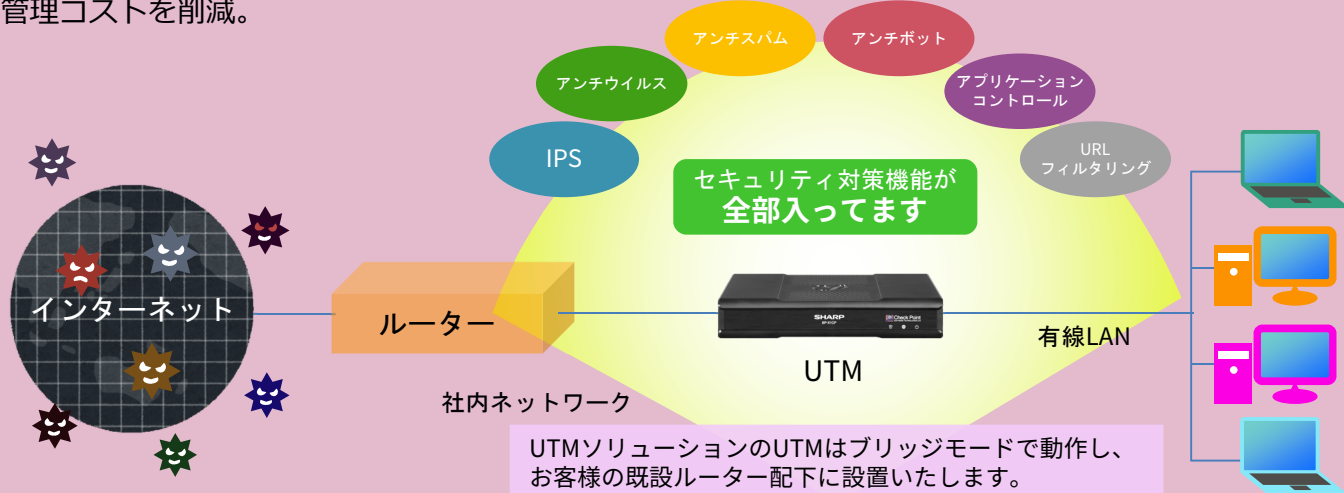 管理コストを削減。
アンチスパム
アンチボット
アンチウイルス
アプリケーション
コントロール
IPS
URL
フィルタリング
セキュリティ対策機能が
全部入ってます
インターネット
ルーター
SHARP
Check Point
UTM
有線LAN
社内ネットワーク
UTMソリューションのUTMはブリッジモードで動作し、
お客様の既設ルーター配下に設置いたします。